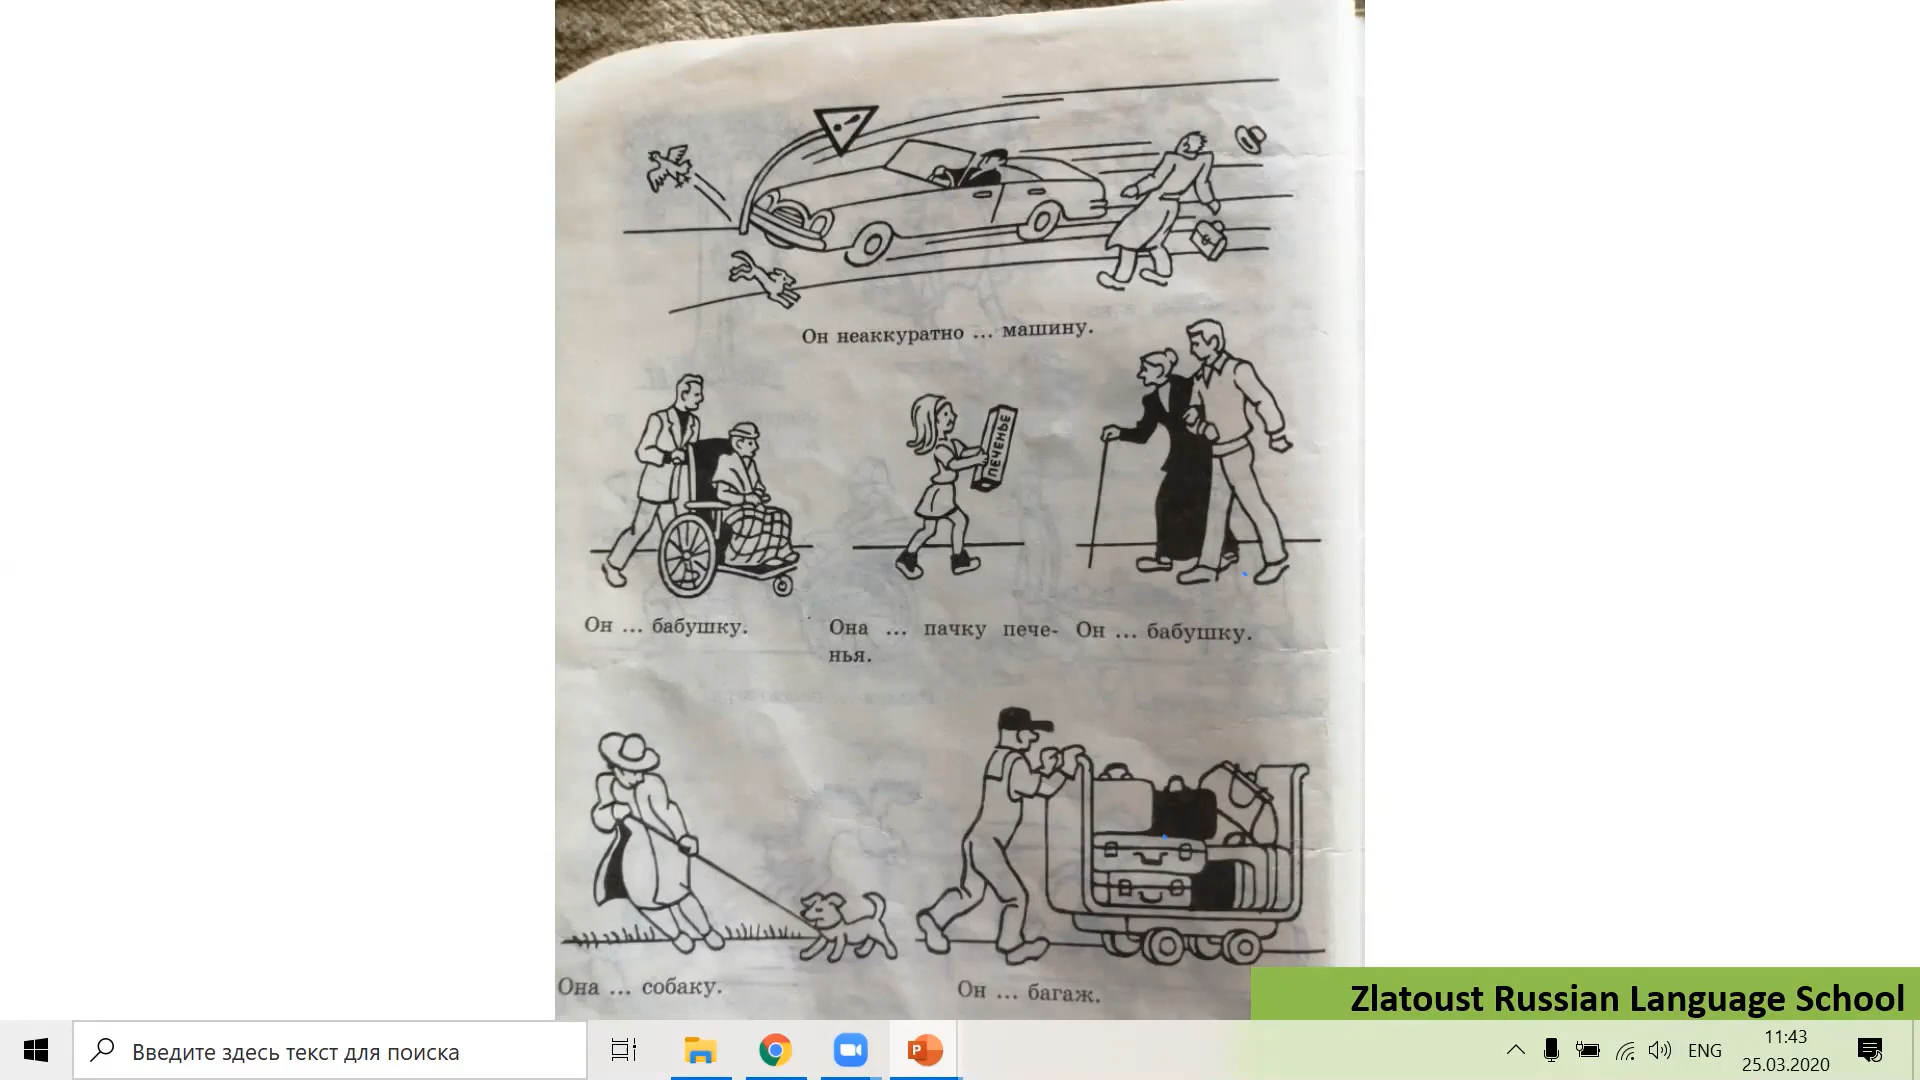 Он неаккуратно ... машину.
ПЕЧЕНЬЕ
Он ... бабушку.
Она ... пачку пече-
нья.
Он ... бабушку.
Она ... собаку.
Он ... багаж.
Zlatoust Russian Language School
Введите здесь текст для поиска
P
ENG
11:43
25.03.2020